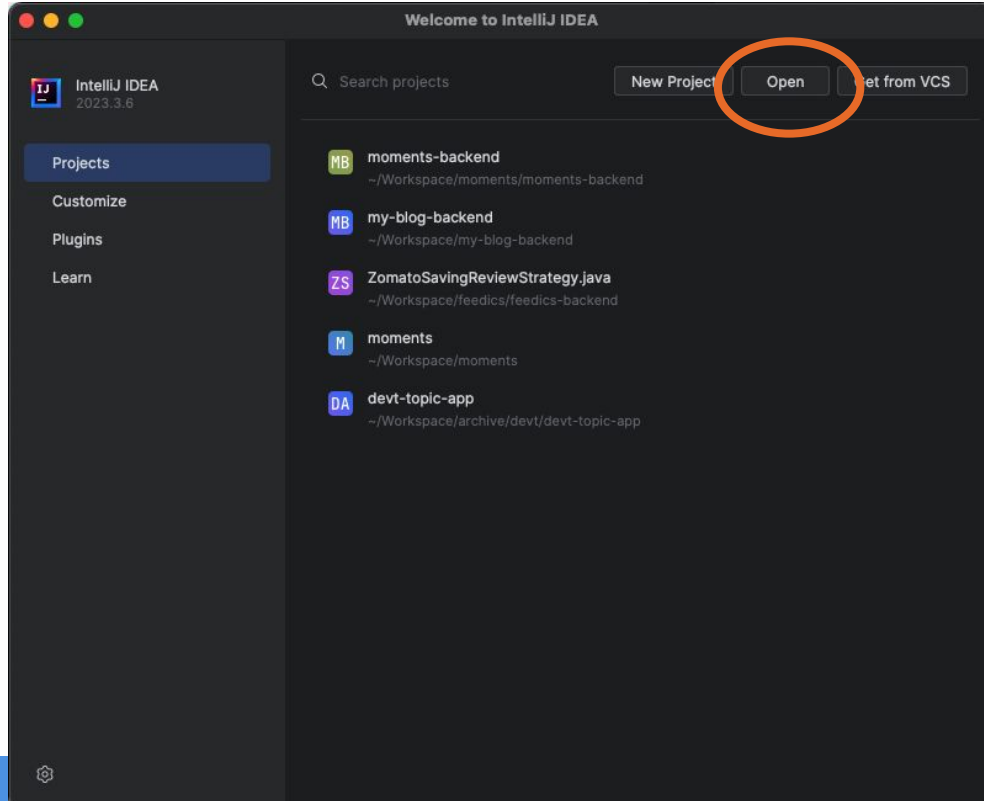 Welcome to IntelliJ IDEA
IJ
IntelliJ IDEA
2023.3.6
Projects
Customize
Plugins
Learn
Search projects
New Project
Open
Get from VCS
MB
moments-backend
~/Workspace/moments/moments-backend
MB
my-blog-backend
~/Workspace/my-blog-backend
ZS
ZomatoSavingReviewStrategy.java
~/Workspace/feedics/feedics-backend
M
moments
~/Workspace/moments
DA
devt-topic-app
~/Workspace/archive/devt/devt-topic-app